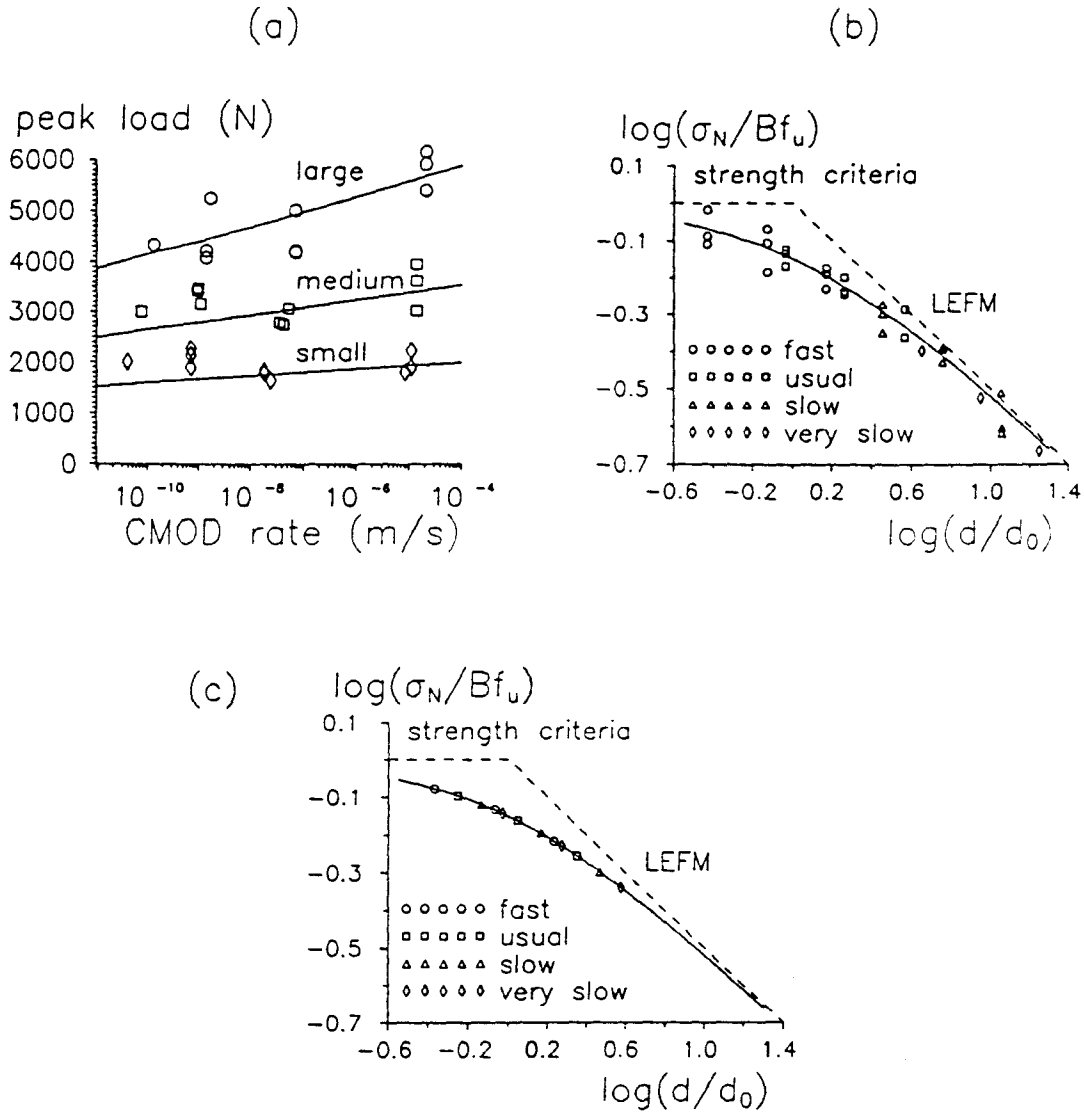 (a)
peak load (N)
6000
5000
4000
3000
2000
1000
0
large
medium
small
10⁻¹⁰ 10⁻⁸ 10⁻⁶ 10⁻⁴
CMOD rate (m/s)
(b)
log(σN/Bfu)
0.1
-0.1
-0.3
-0.5
-0.7
strength criteria
LEFM
fast
usual
slow
very slow
-0.6 -0.2 0.2 0.6 1.0 1.4
log(d/d0)
(c)
log(σN/Bfu)
0.1
-0.1
-0.3
-0.5
-0.7
strength criteria
LEFM
fast
usual
slow
very slow
-0.6 -0.2 0.2 0.6 1.0 1.4
log(d/d0)